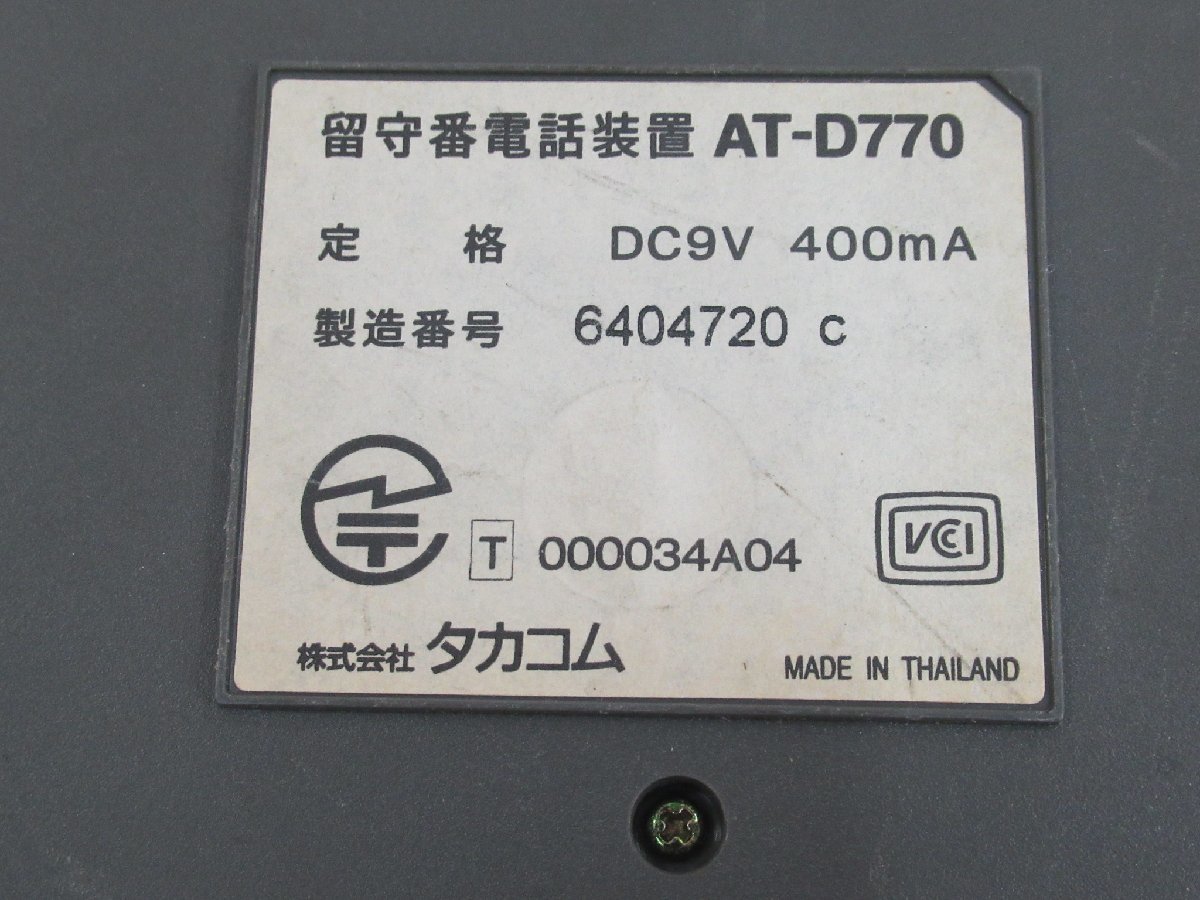 留守番電話装置 AT-D770
定 格 DC9V 400mA
製造番号 6404720 C
T 000034A04
VCCI
株式会社 タカコム
MADE IN THAILAND